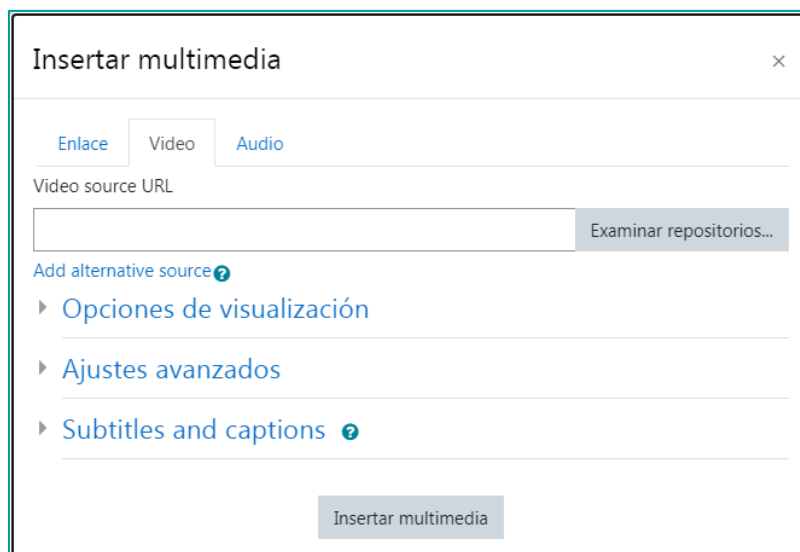 Insertar multimedia ×
Enlace Video Audio
Video source URL
Examinar repositorios...
Add alternative source ?
Opciones de visualización
Ajustes avanzados
Subtitles and captions ?
Insertar multimedia